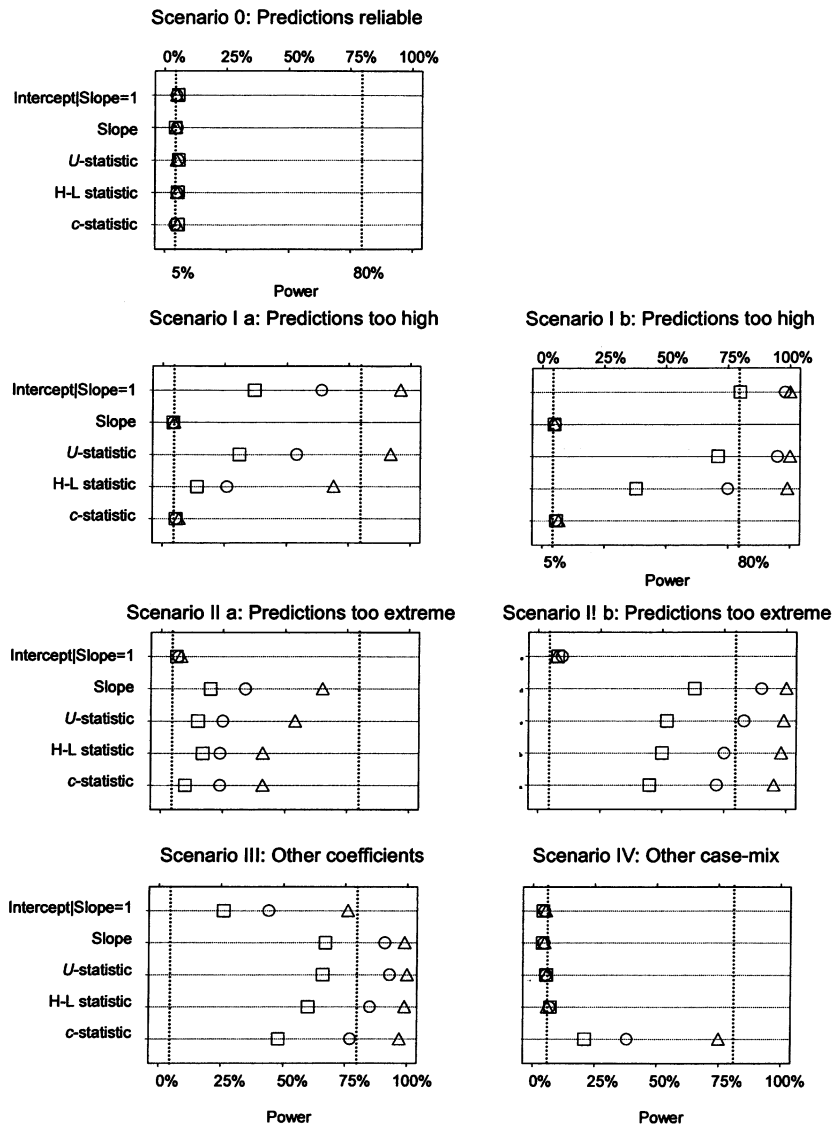 Scenario 0: Predictions reliable
0% 25% 50% 75% 100%
Intercept|Slope=1
Slope
U-statistic
H-L statistic
c-statistic
5% 80%
Power
Scenario I a: Predictions too high
Intercept|Slope=1
Slope
U-statistic
H-L statistic
c-statistic
Scenario I b: Predictions too high
0% 25% 50% 75% 100%
5% 80%
Power
Scenario II a: Predictions too extreme
Intercept|Slope=1
Slope
U-statistic
H-L statistic
c-statistic
Scenario I! b: Predictions too extreme
Scenario III: Other coefficients
Intercept|Slope=1
Slope
U-statistic
H-L statistic
c-statistic
0% 25% 50% 75% 100%
Power
Scenario IV: Other case-mix
0% 25% 50% 75% 100%
Power